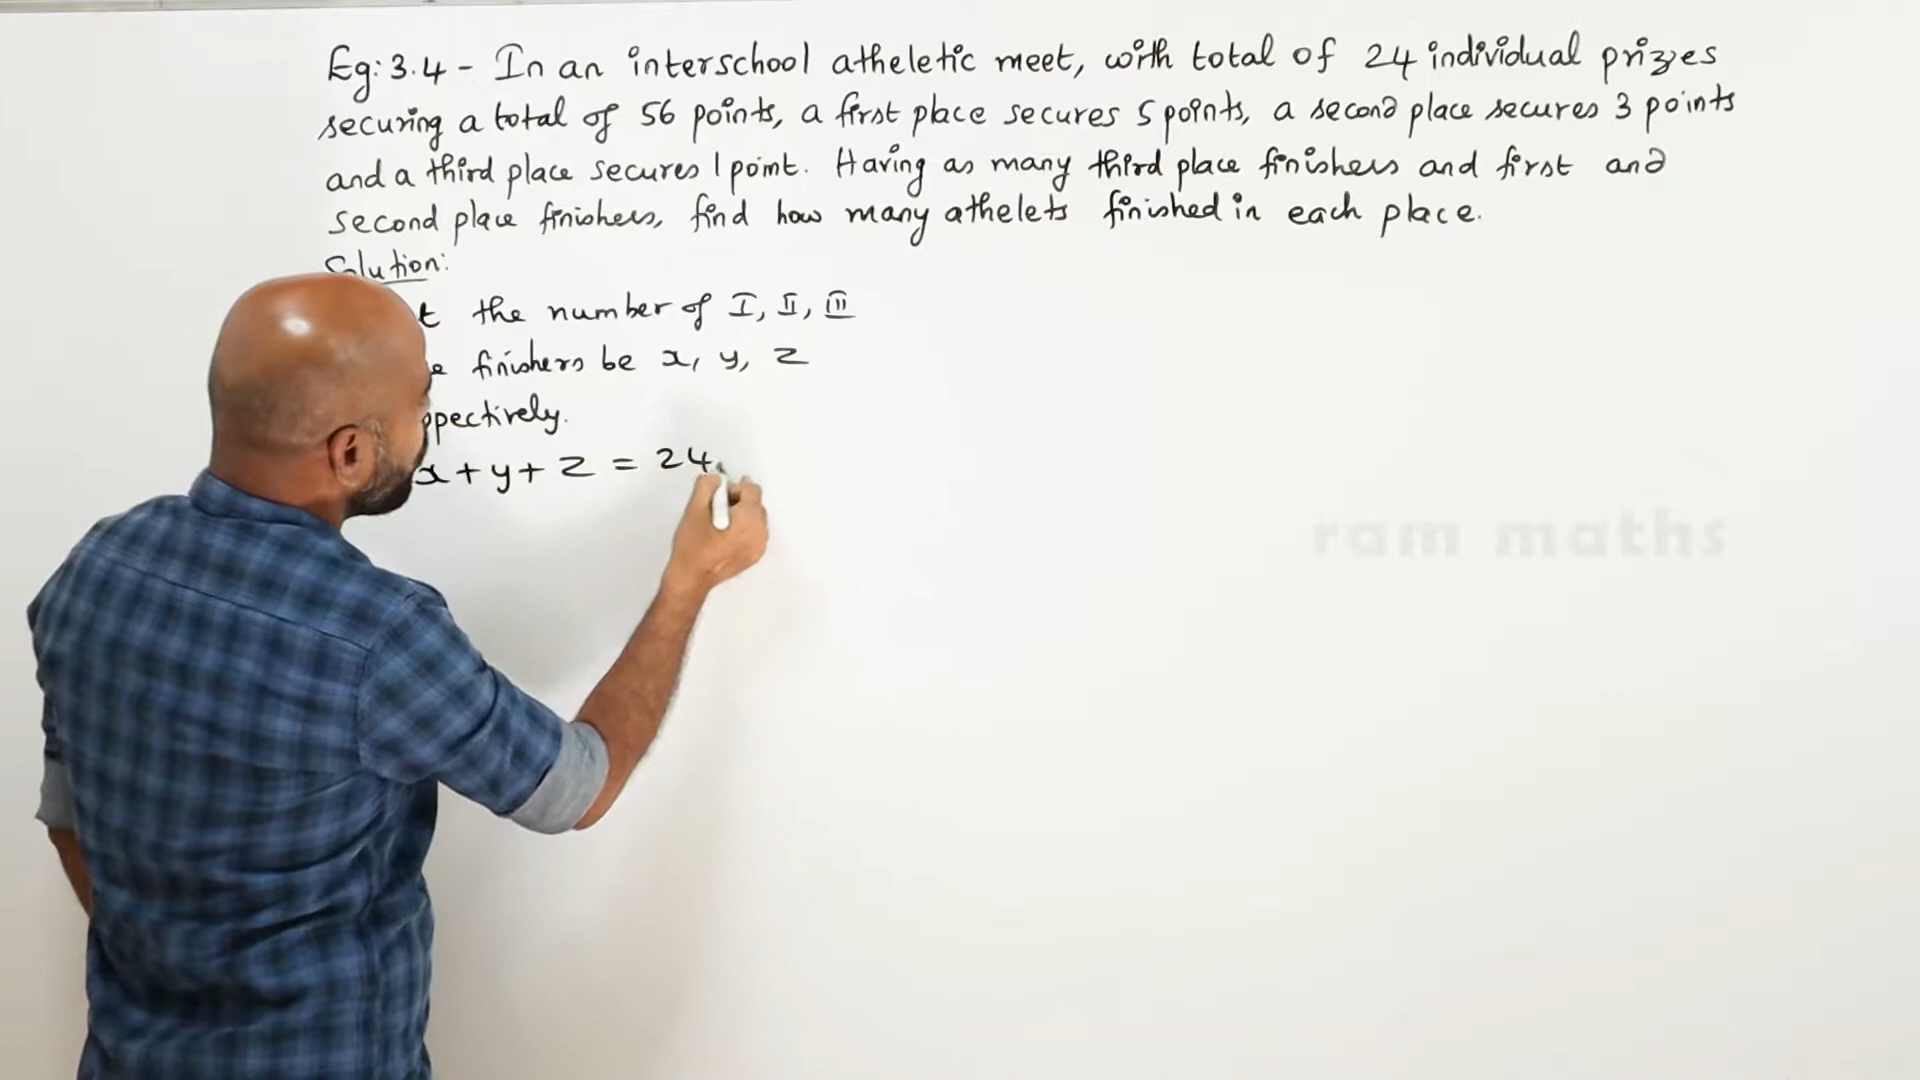 Eg: 3.4 - In an interschool atheletic meet, with total of 24 individual prizes
securing a total of 56 points, a first place secures 5 points, a second place secures 3 points
and a third place secures 1 point. Having as many third place finishers and first and
second place finishers, find how many athelets finished in each place.
Solution:
the number of I, II, III
finishers be x, y, z
x + y + z = 24
ram maths